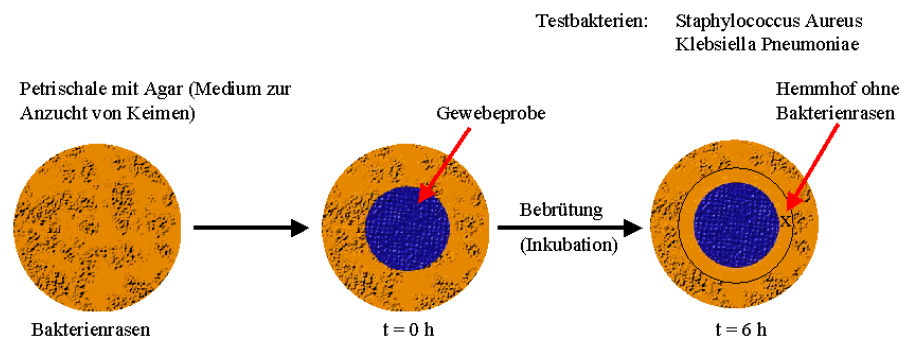 Testbakterien: Staphylococcus Aureus
Klebsiella Pneumoniae
Petrischale mit Agar (Medium zur
Anzucht von Keimen)
Gewebeprobe
Hemmhof ohne
Bakterienrasen
Bebrütung
(Inkubation)
x
Bakterienrasen
t = 0 h
t = 6 h